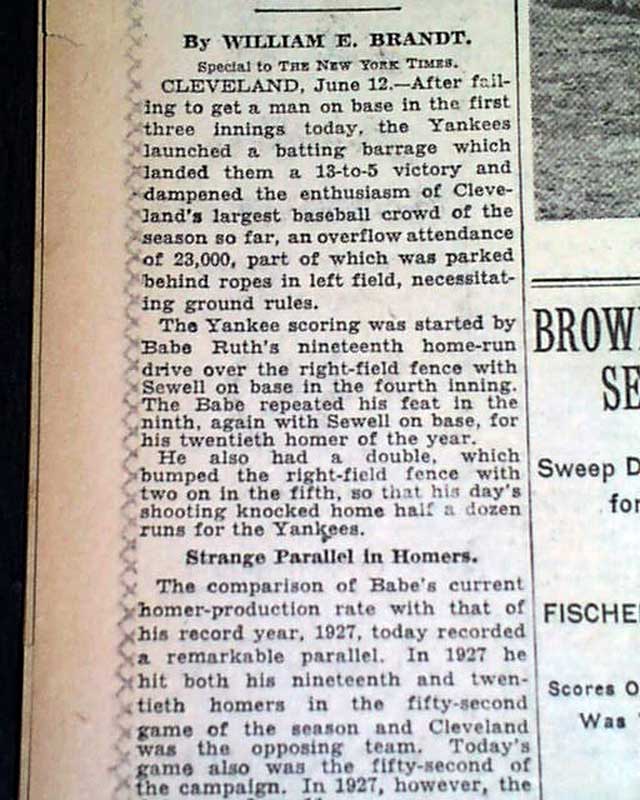 By WILLIAM E. BRANDT.
Special to THE NEW YORK TIMES.
CLEVELAND, June 12.—After fail-
ing to get a man on base in the first
three innings today, the Yankees
launched a batting barrage which
landed them a 13-to-5 victory and
dampened the enthusiasm of Cleve-
land's largest baseball crowd of the
season so far, an overflow attendance
of 23,000, part of which was parked
behind ropes in left field, necessitat-
ing ground rules.
The Yankee scoring was started by
Babe Ruth's nineteenth home-run
drive over the right-field fence with
Sewell on base in the fourth inning.
The Babe repeated his feat in the
ninth, again with Sewell on base, for
his twentieth homer of the year.
He also had a double, which
bumped the right-field fence with
two on in the fifth, so that his day's
shooting knocked home half a dozen
runs for the Yankees.
Strange Parallel in Homers.
The comparison of Babe's current
homer-production rate with that of
his record year, 1927, today recorded
a remarkable parallel. In 1927 he
hit both his nineteenth and twen-
tieth homers in the fifty-second
game of the season and Cleveland
was the opposing team. Today's
game also was the fifty-second of
the campaign. In 1927, however, the
BROW
SE
Sweep D
for
FISCHE
Scores O
Was